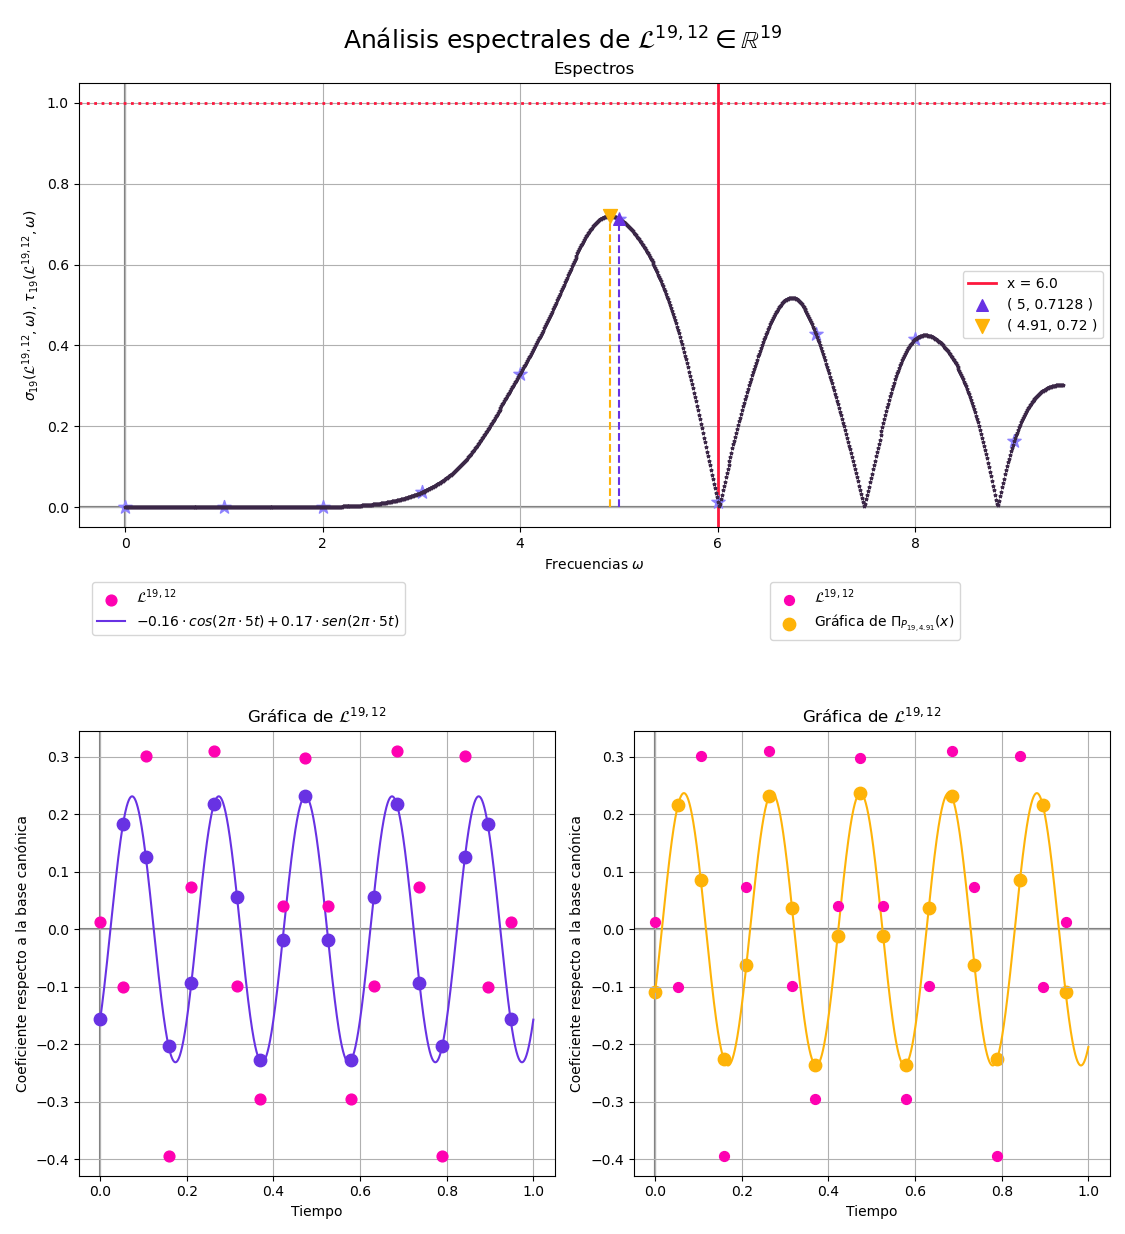 Análisis espectrales de 𝓛^{19,12} ∈ ℝ^{19}
Espectros
σ₁₉(𝓛^{19,12}, ω), τ₁₉(𝓛^{19,12}, ω)
1.0
0.8
0.6
0.4
0.2
0.0
x = 6.0
( 5, 0.7128 )
( 4.91, 0.72 )
0 2 4 6 8
Frecuencias ω
𝓛^{19,12}
−0.16 · cos(2π · 5t) + 0.17 · sen(2π · 5t)
𝓛^{19,12}
Gráfica de Π_{P_{19,4.91}}(x)
Gráfica de 𝓛^{19,12}
Coeficiente respecto a la base canónica
0.3
0.2
0.1
0.0
−0.1
−0.2
−0.3
−0.4
0.0 0.2 0.4 0.6 0.8 1.0
Tiempo
Gráfica de 𝓛^{19,12}
Coeficiente respecto a la base canónica
0.3
0.2
0.1
0.0
−0.1
−0.2
−0.3
−0.4
0.0 0.2 0.4 0.6 0.8 1.0
Tiempo